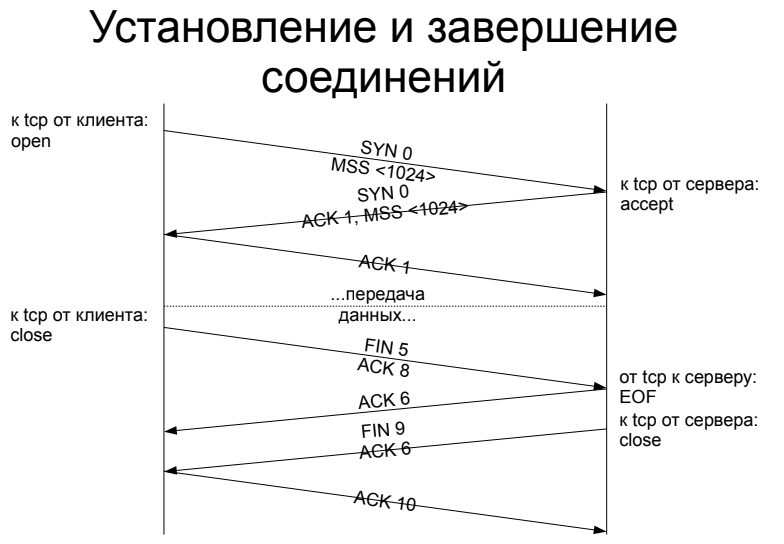 Установление и завершение
соединений
к tcp от клиента:
open
SYN 0
MSS <1024>
к tcp от сервера:
accept
SYN 0
ACK 1, MSS <1024>
ACK 1
...передача
данных...
к tcp от клиента:
close
FIN 5
ACK 8
от tcp к серверу:
EOF
ACK 6
к tcp от сервера:
close
FIN 9
ACK 6
ACK 10